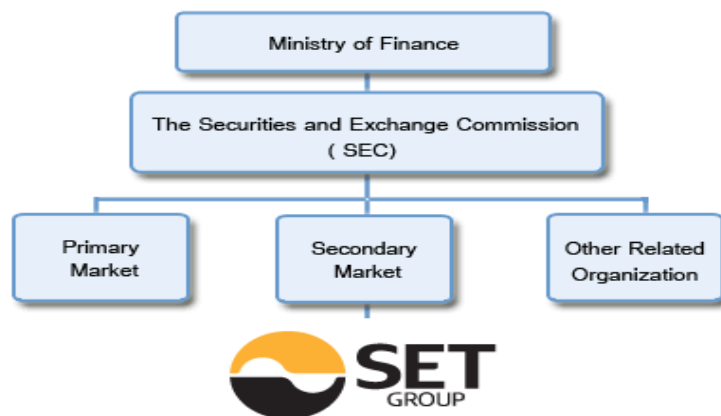 Ministry of Finance
The Securities and Exchange Commission
( SEC)
Primary
Market
Secondary
Market
Other Related
Organization
SET
GROUP